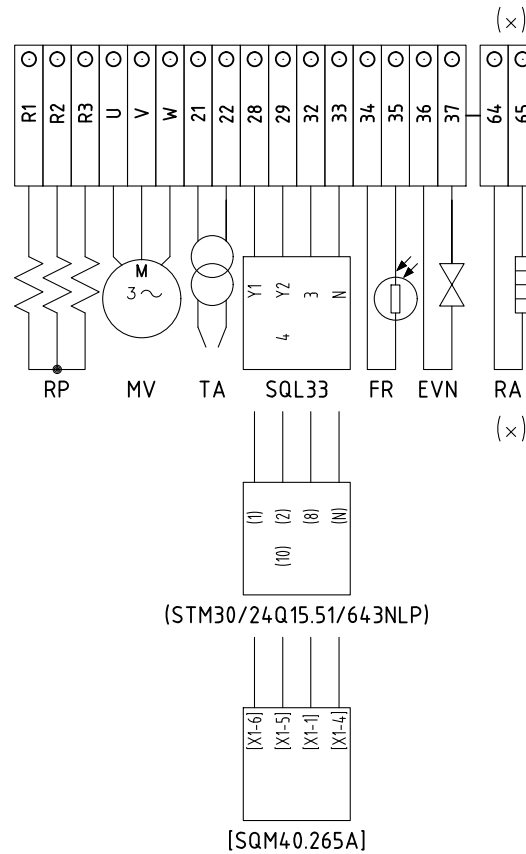 (×)
R1 R2 R3 U V W 21 22 28 29 32 33 34 35 36 37 64 65
M
3~
Y1 Y2 3 N
4
RP MV TA SQL33 FR EVN RA
(×)
(1) (2) (8) (N)
(10)
(STM30/24Q15.51/643NLP)
[X1-6] [X1-5] [X1-1] [X1-4]
[SQM40.265A]